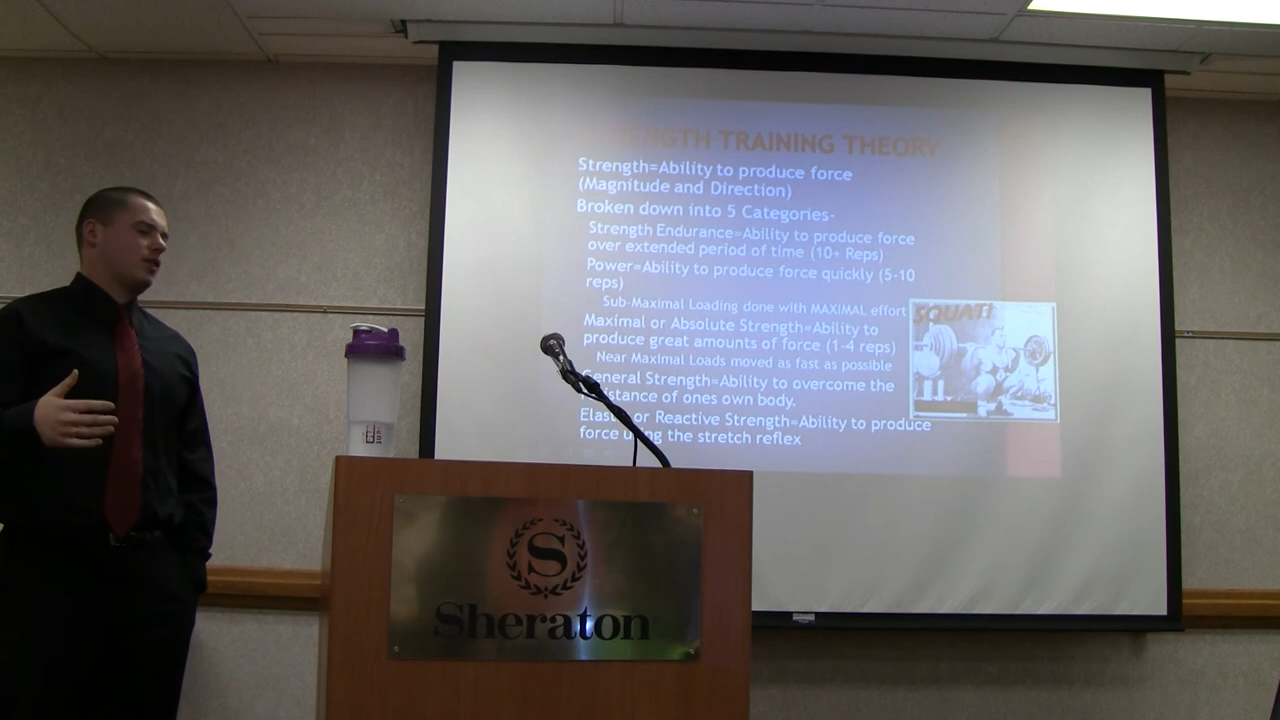 STRENGTH TRAINING THEORY
Strength=Ability to produce force
(Magnitude and Direction)
Broken down into 5 Categories-
Strength Endurance=Ability to produce force
over extended period of time (10+ Reps)
Power=Ability to produce force quickly (5-10
reps)
Sub-Maximal Loading done with MAXIMAL effort
Maximal or Absolute Strength=Ability to
produce great amounts of force (1-4 reps)
Near Maximal Loads moved as fast as possible
General Strength=Ability to overcome the
resistance of ones own body.
Elastic or Reactive Strength=Ability to produce
force using the stretch reflex
SQUAT!
S
Sheraton